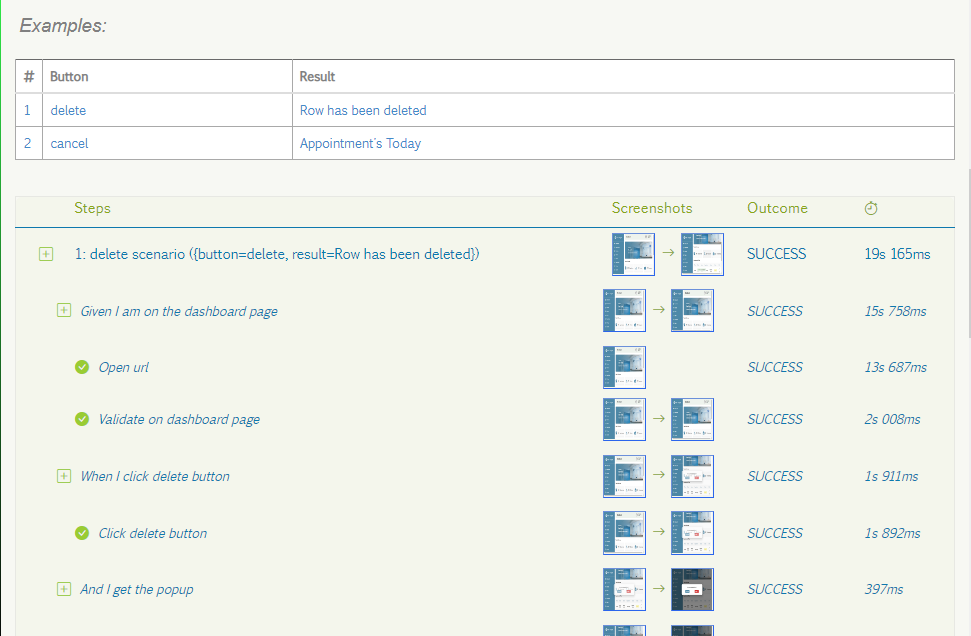 Examples:
# Button Result
1 delete Row has been deleted
2 cancel Appointment's Today
Steps Screenshots Outcome
1: delete scenario ({button=delete, result=Row has been deleted}) SUCCESS 19s 165ms
Given I am on the dashboard page SUCCESS 15s 758ms
Open url SUCCESS 13s 687ms
Validate on dashboard page SUCCESS 2s 008ms
When I click delete button SUCCESS 1s 911ms
Click delete button SUCCESS 1s 892ms
And I get the popup SUCCESS 397ms